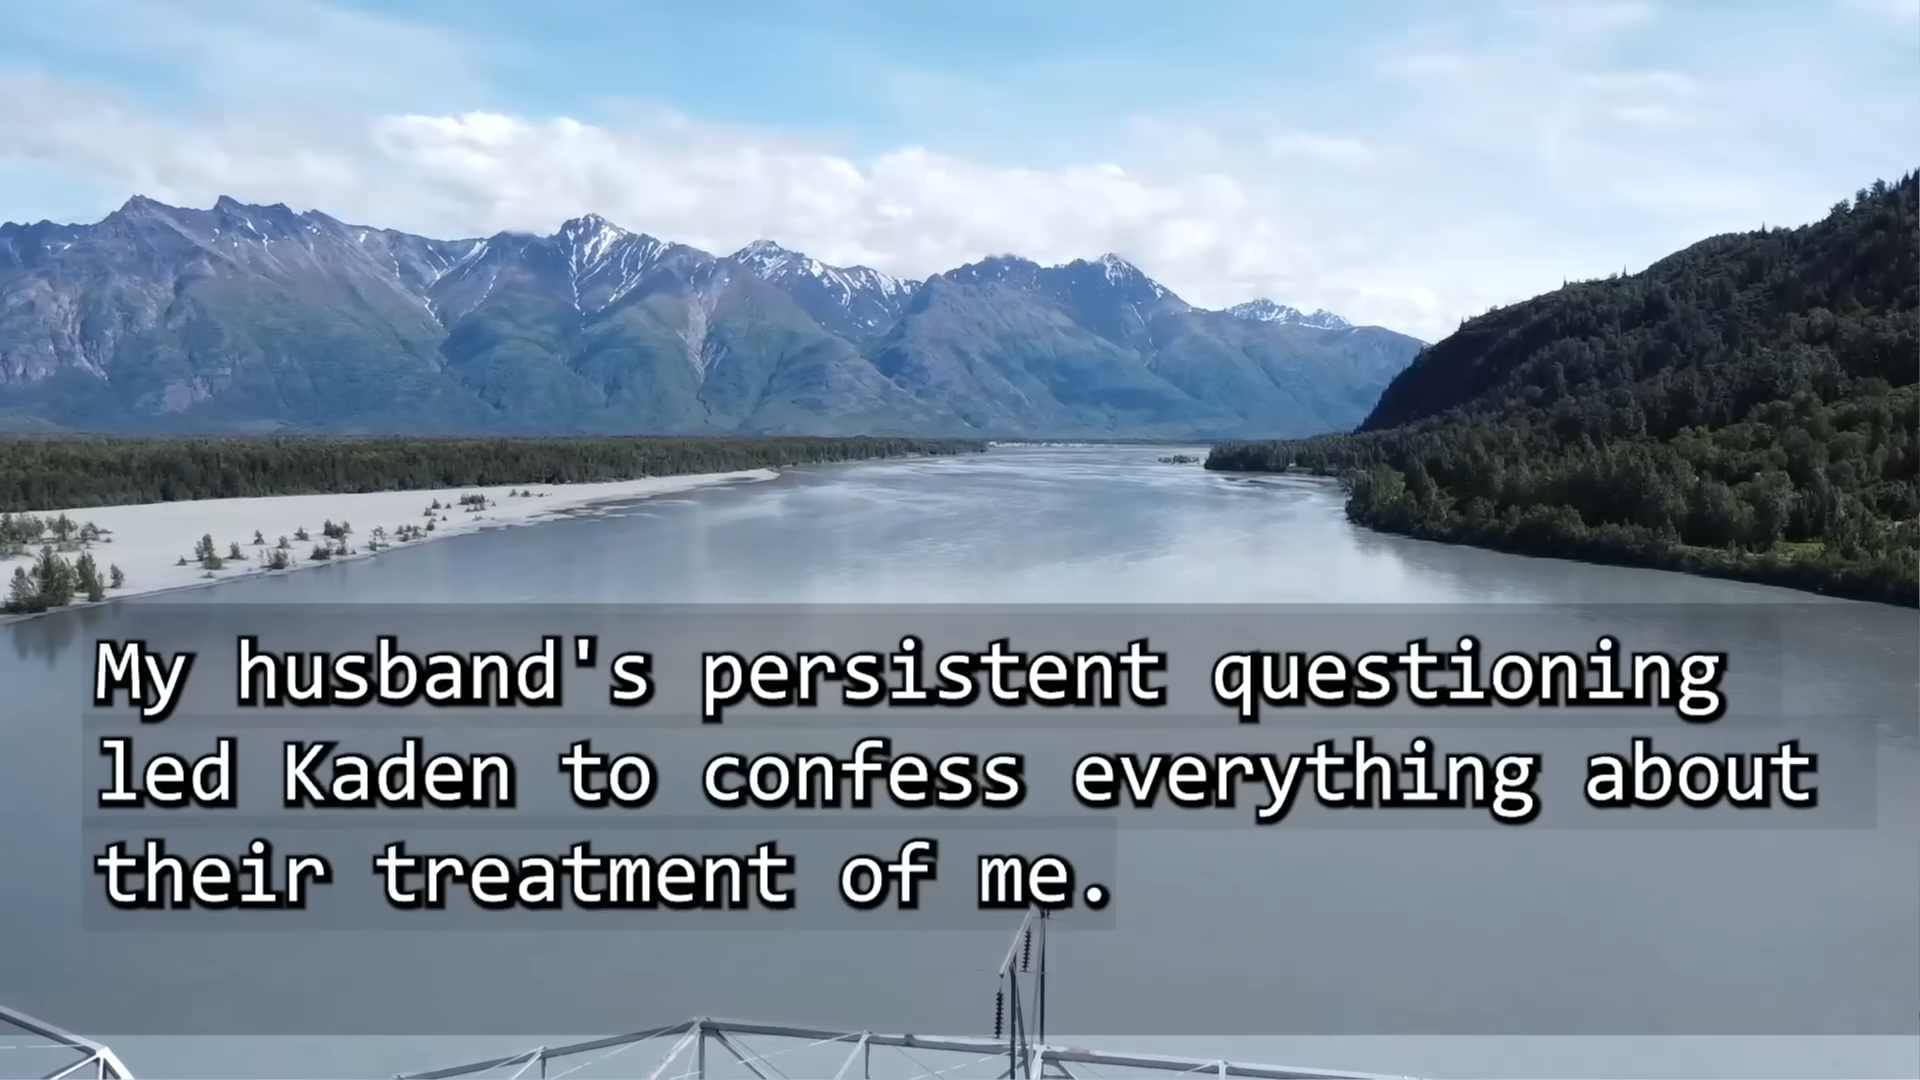 My husband's persistent questioning
led Kaden to confess everything about
their treatment of me.